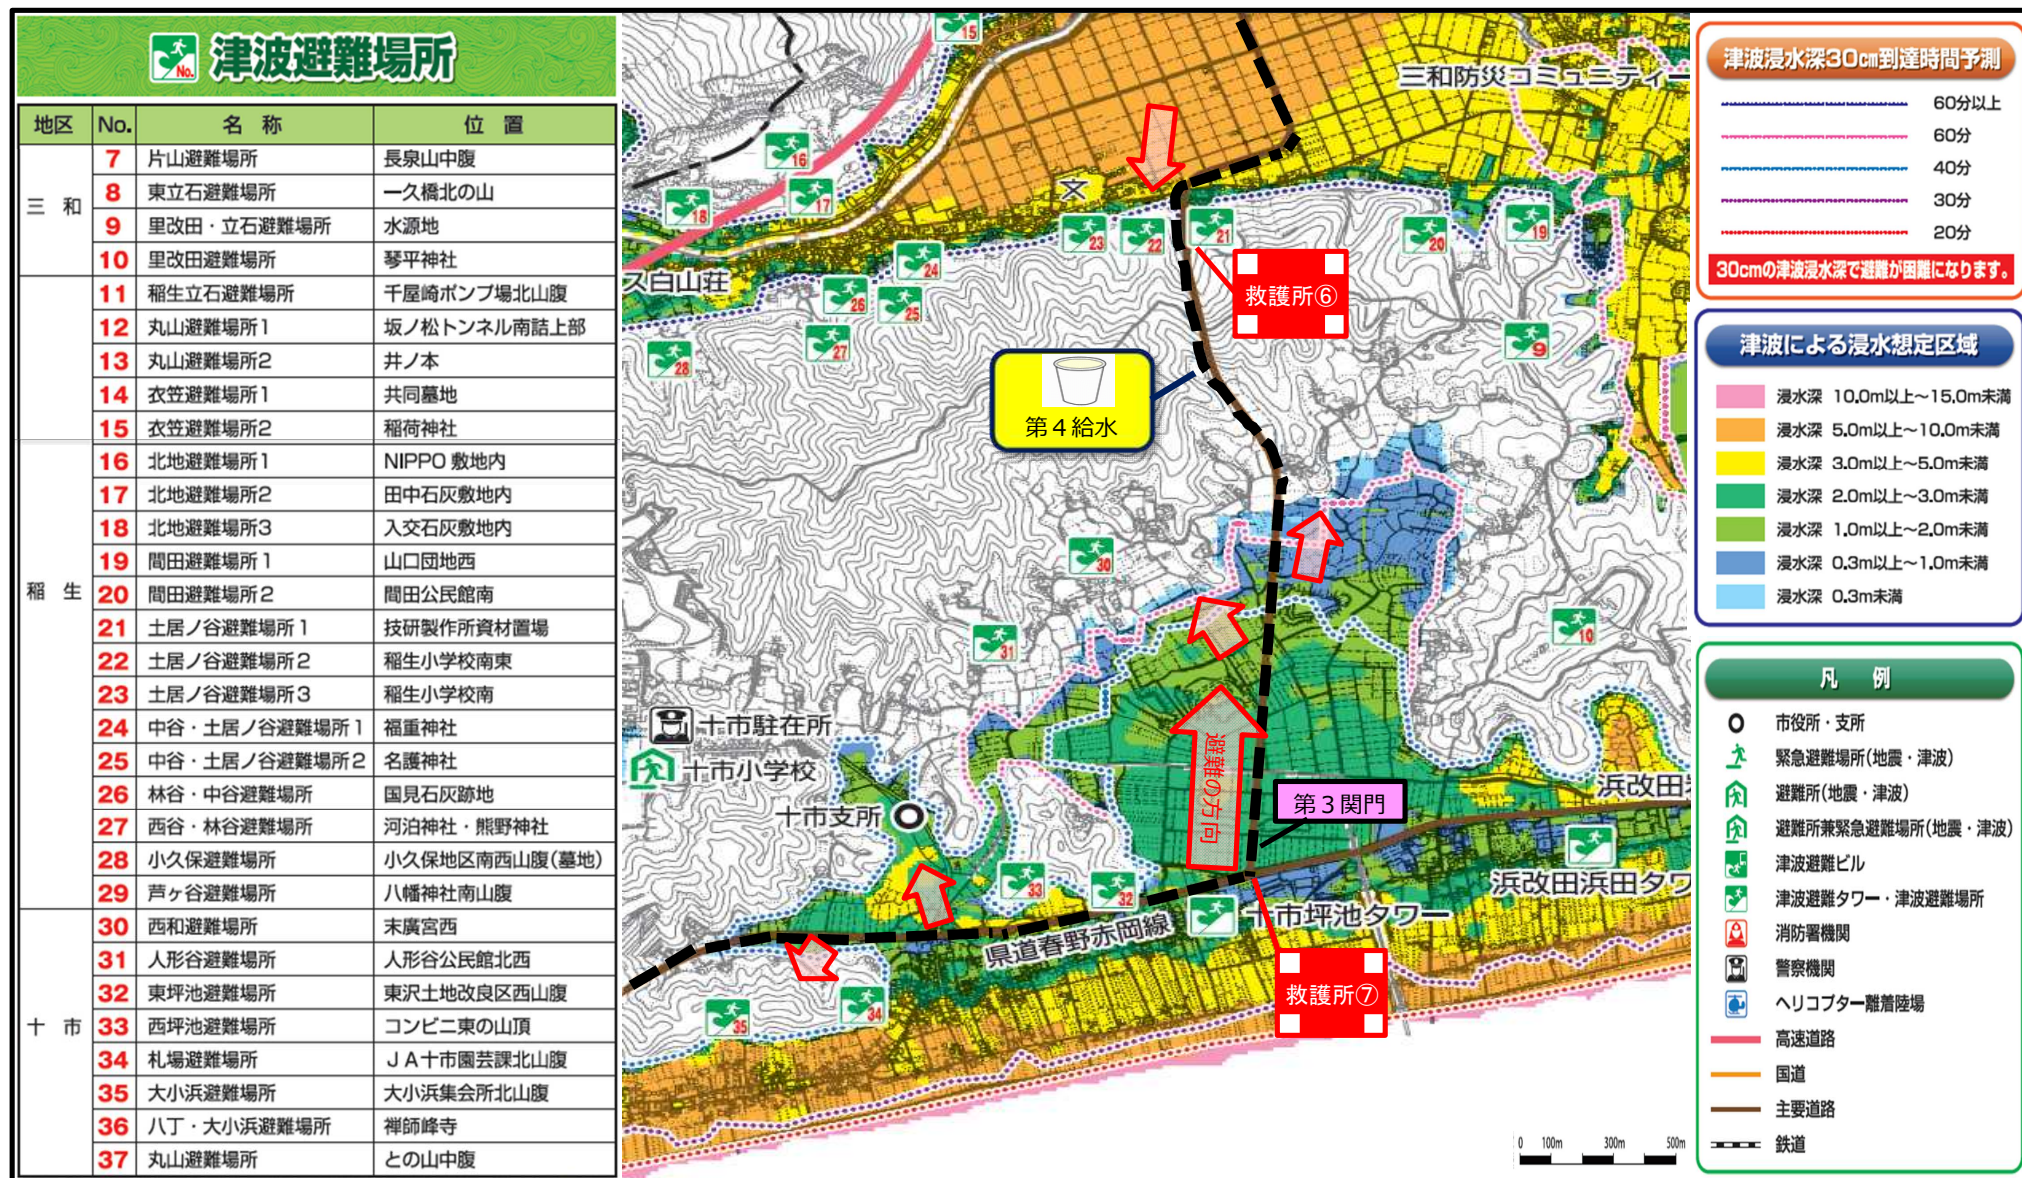 No. 津波避難場所
地区 No. 名称 位置
三和
7 片山避難場所 長泉山中腹
8 東立石避難場所 一久橋北の山
9 里改田・立石避難場所 水源地
10 里改田避難場所 琴平神社
稲生
11 稲生立石避難場所 千屋崎ポンプ場北山腹
12 丸山避難場所1 坂ノ松トンネル南詰上部
13 丸山避難場所2 井ノ本
14 衣笠避難場所1 共同墓地
15 衣笠避難場所2 稲荷神社
16 北地避難場所1 NIPPO 敷地内
17 北地避難場所2 田中石灰敷地内
18 北地避難場所3 入交石灰敷地内
19 間田避難場所1 山口団地西
20 間田避難場所2 間田公民館南
21 土居ノ谷避難場所1 技研製作所資材置場
22 土居ノ谷避難場所2 稲生小学校南東
23 土居ノ谷避難場所3 稲生小学校南
24 中谷・土居ノ谷避難場所1 福重神社
25 中谷・土居ノ谷避難場所2 名護神社
26 林谷・中谷避難場所 国見石灰跡地
27 西谷・林谷避難場所 河泊神社・熊野神社
28 小久保避難場所 小久保地区南西山腹(墓地)
29 芦ヶ谷避難場所 八幡神社南山腹
十市
30 西和避難場所 末廣宮西
31 人形谷避難場所 人形谷公民館北西
32 東坪池避難場所 東沢土地改良区西山腹
33 西坪池避難場所 コンビニ東の山頂
34 札場避難場所 JA十市園芸課北山腹
35 大小浜避難場所 大小浜集会所北山腹
36 八丁・大小浜避難場所 禅師峰寺
37 丸山避難場所 との山中腹
15
三和防災コミュニティー
16
17
18
文
23
22
21
20
19
24
ス白山荘
救護所⑥
26
25
27
28
9
第4給水
30
31
10
十市駐在所
十市小学校
避難の方向
十市支所
第3関門
浜改田
33
32
浜改田浜田タワ
十市坪池タワー
県道春野赤岡線
救護所⑦
35
34
0 100m 300m 500m
津波浸水深30cm到達時間予測
60分以上
60分
40分
30分
20分
30cmの津波浸水深で避難が困難になります。
津波による浸水想定区域
浸水深 10.0m以上~15.0m未満
浸水深 5.0m以上~10.0m未満
浸水深 3.0m以上~5.0m未満
浸水深 2.0m以上~3.0m未満
浸水深 1.0m以上~2.0m未満
浸水深 0.3m以上~1.0m未満
浸水深 0.3m未満
凡例
市役所・支所
緊急避難場所(地震・津波)
避難所(地震・津波)
避難所兼緊急避難場所(地震・津波)
津波避難ビル
津波避難タワー・津波避難場所
消防署機関
警察機関
ヘリコプター離着陸場
高速道路
国道
主要道路
鉄道